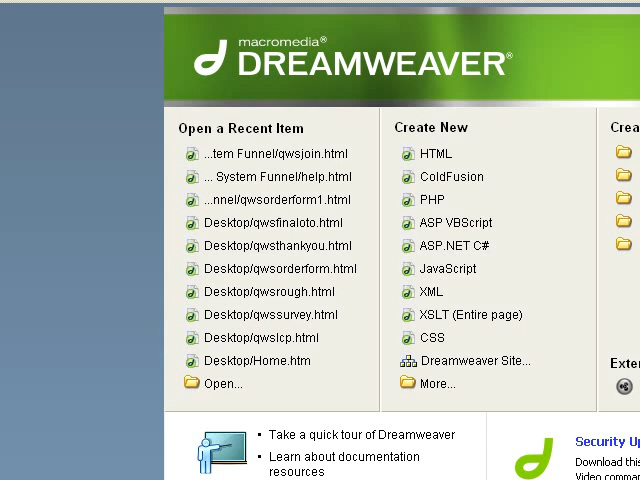 macromedia®
DREAMWEAVER®
Open a Recent Item
...tem Funnel/qwsjoin.html
... System Funnel/help.html
...nnel/qwsorderform1.html
Desktop/qwsfinaloto.html
Desktop/qwsthankyou.html
Desktop/qwsorderform.html
Desktop/qwsrough.html
Desktop/qwssurvey.html
Desktop/qwslcp.html
Desktop/Home.htm
Open...
Create New
HTML
ColdFusion
PHP
ASP VBScript
ASP.NET C#
JavaScript
XML
XSLT (Entire page)
CSS
Dreamweaver Site...
More...
Crea
Exte
• Take a quick tour of Dreamweaver
• Learn about documentation
resources
Security Up
Download this
Video comman